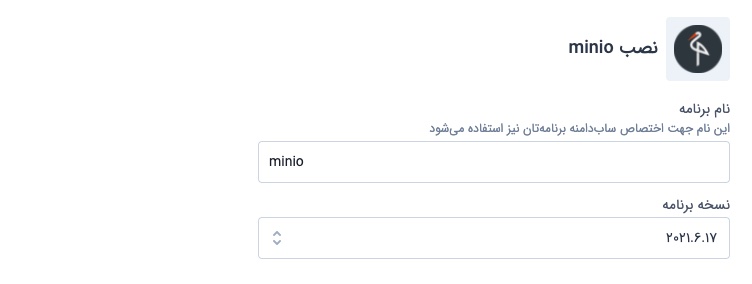 نصب minio
نام برنامه
این نام جهت اختصاص ساب‌دامنه برنامه‌تان نیز استفاده می‌شود
minio
نسخه برنامه
۲۰۲۱.۶.۱۷